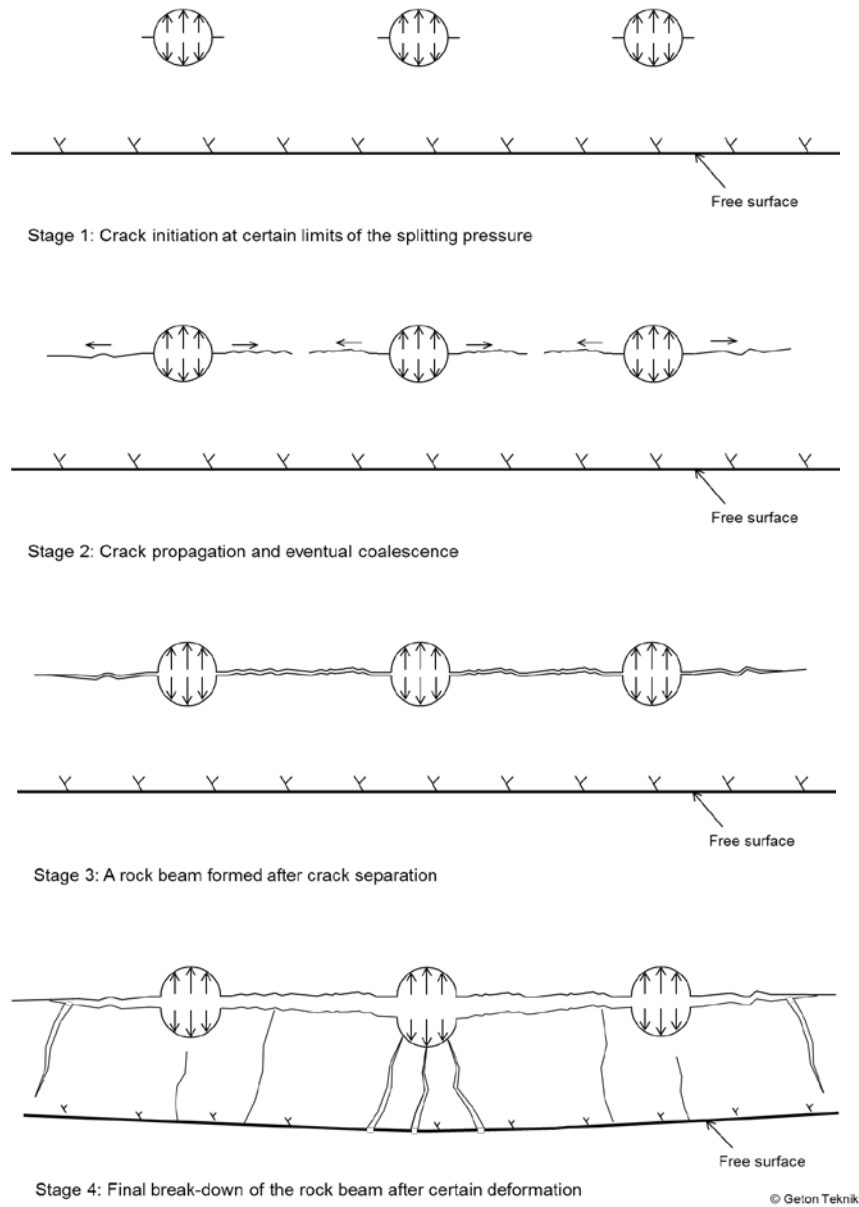 Free surface
Stage 1: Crack initiation at certain limits of the splitting pressure
Free surface
Stage 2: Crack propagation and eventual coalescence
Free surface
Stage 3: A rock beam formed after crack separation
Free surface
Stage 4: Final break-down of the rock beam after certain deformation
© Geton Teknik